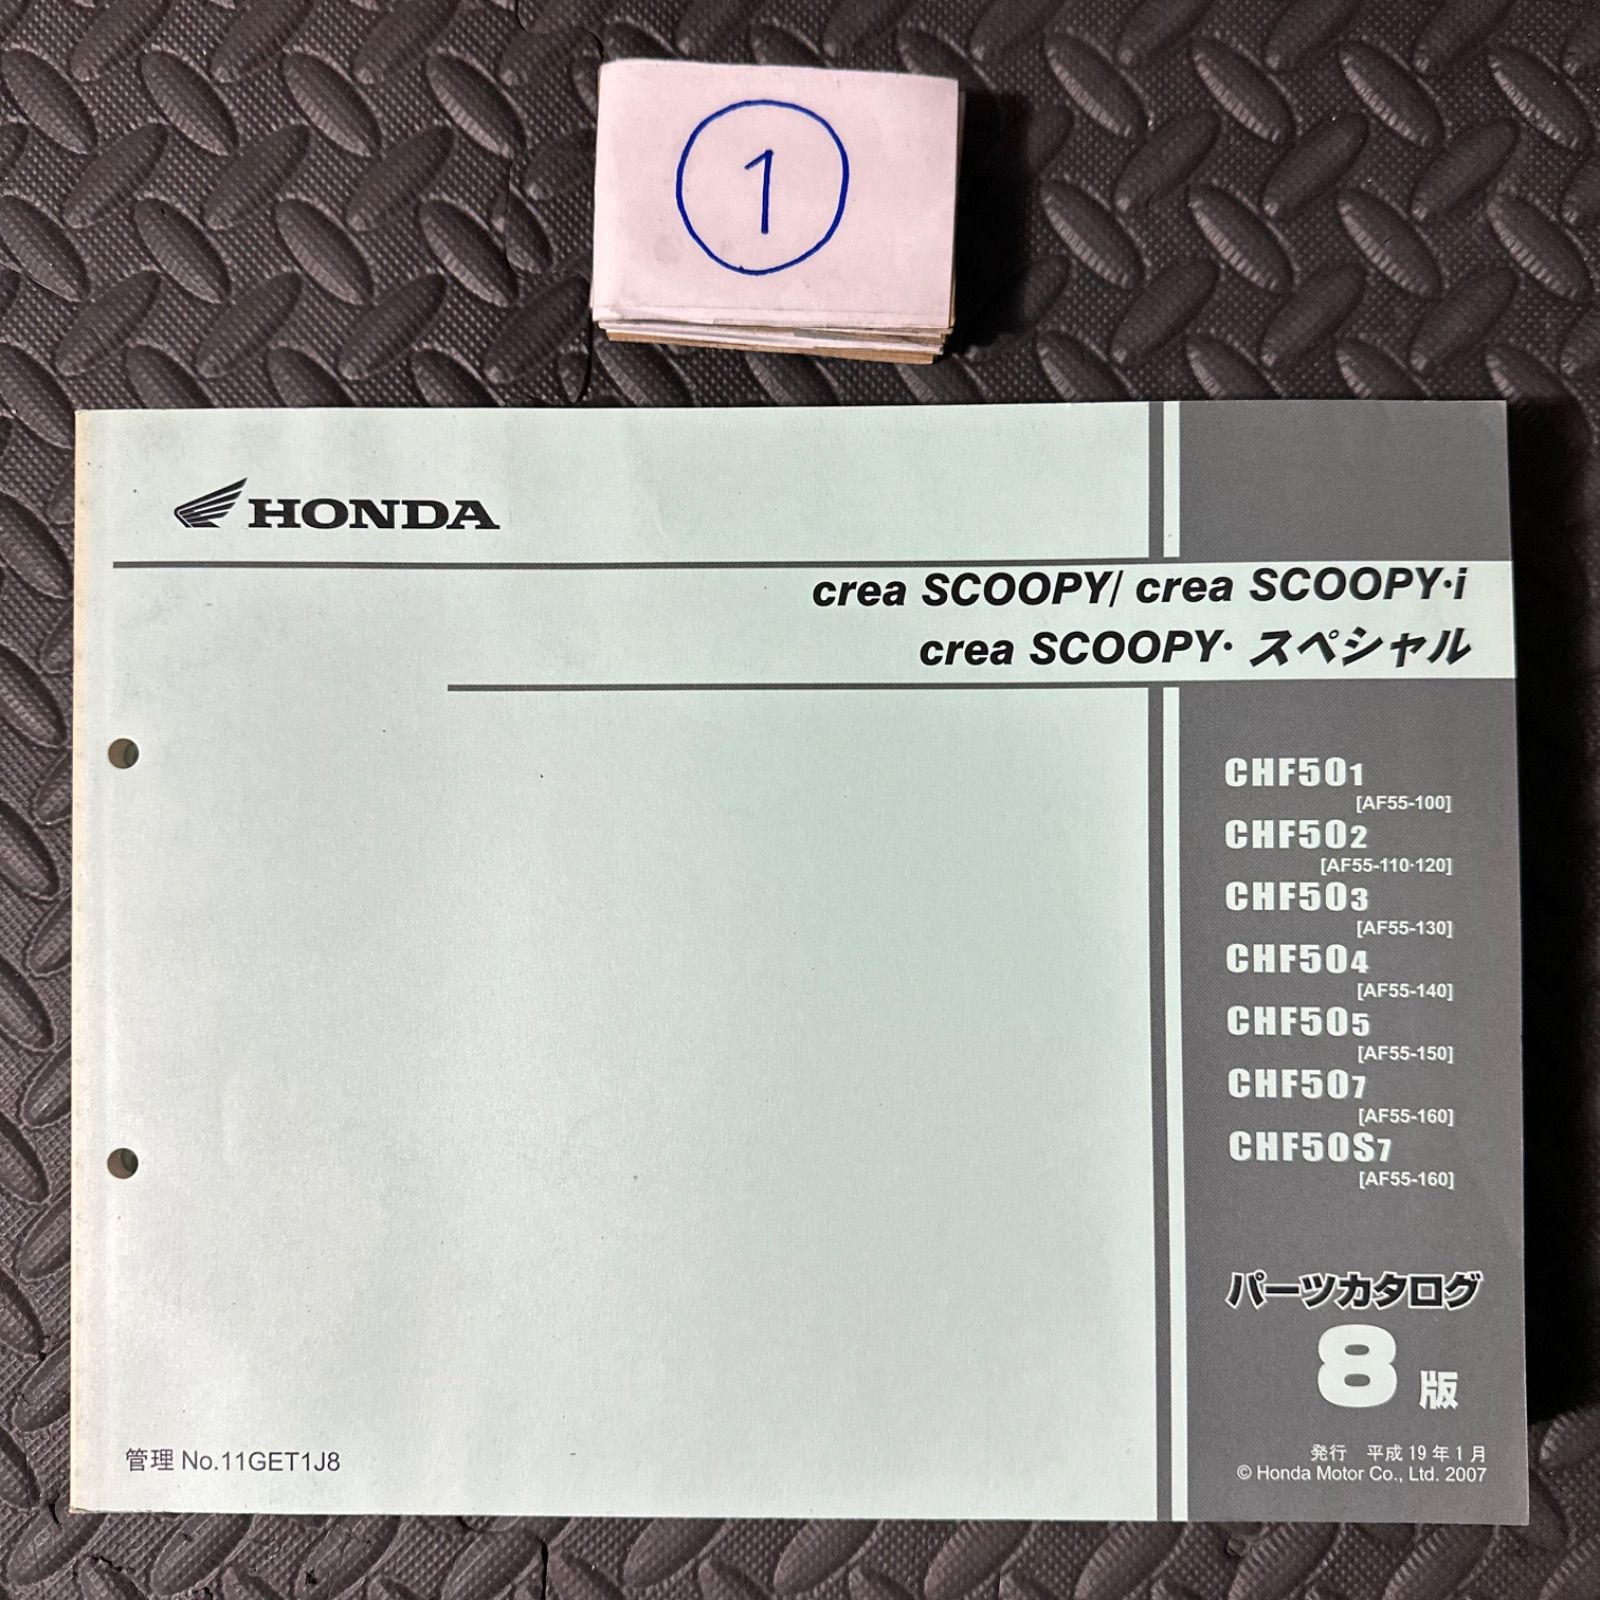 1
HONDA
crea SCOOPY/ crea SCOOPY・i
crea SCOOPY・スペシャル
CHF501
[AF55-100]
CHF502
[AF55-110・120]
CHF503
[AF55-130]
CHF504
[AF55-140]
CHF505
[AF55-150]
CHF507
[AF55-160]
CHF50S7
[AF55-160]
パーツカタログ
8版
管理 No.11GET1J8
発行 平成19年1月
© Honda Motor Co., Ltd. 2007